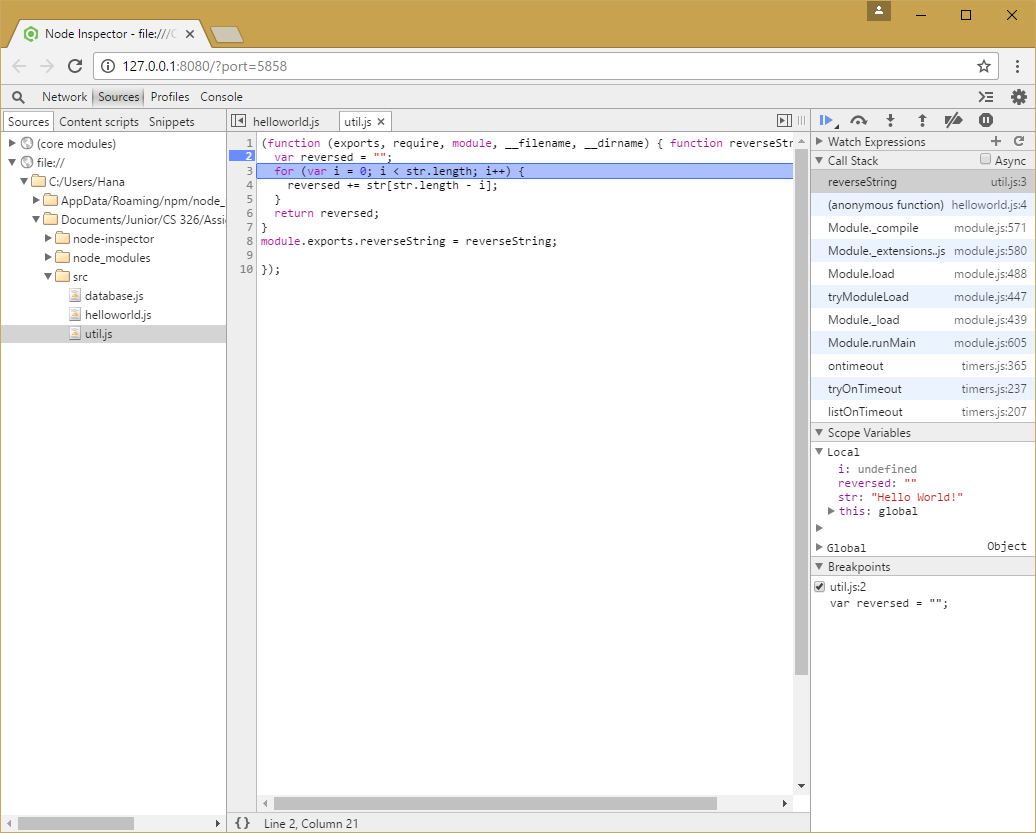 Node Inspector - file:///C
127.0.0.1:8080/?port=5858
Network Sources Profiles Console
Sources Content scripts Snippets
(core modules)
file://
C:/Users/Hana
AppData/Roaming/npm/node_
Documents/Junior/CS 326/Assi
node-inspector
node_modules
src
database.js
helloworld.js
util.js
helloworld.js util.js
1 (function (exports, require, module, __filename, __dirname) { function reverseStr
2 var reversed = "";
3 for (var i = 0; i < str.length; i++) {
4 reversed += str[str.length - i];
5 }
6 return reversed;
7 }
8 module.exports.reverseString = reverseString;
9
10 });
{} Line 2, Column 21
Watch Expressions
Call Stack Async
reverseString util.js:3
(anonymous function) helloworld.js:4
Module._compile module.js:571
Module._extensions..js module.js:580
Module.load module.js:488
tryModuleLoad module.js:447
Module._load module.js:439
Module.runMain module.js:605
ontimeout timers.js:365
tryOnTimeout timers.js:237
listOnTimeout timers.js:207
Scope Variables
Local
i: undefined
reversed: ""
str: "Hello World!"
this: global
Global Object
Breakpoints
util.js:2
var reversed = "";